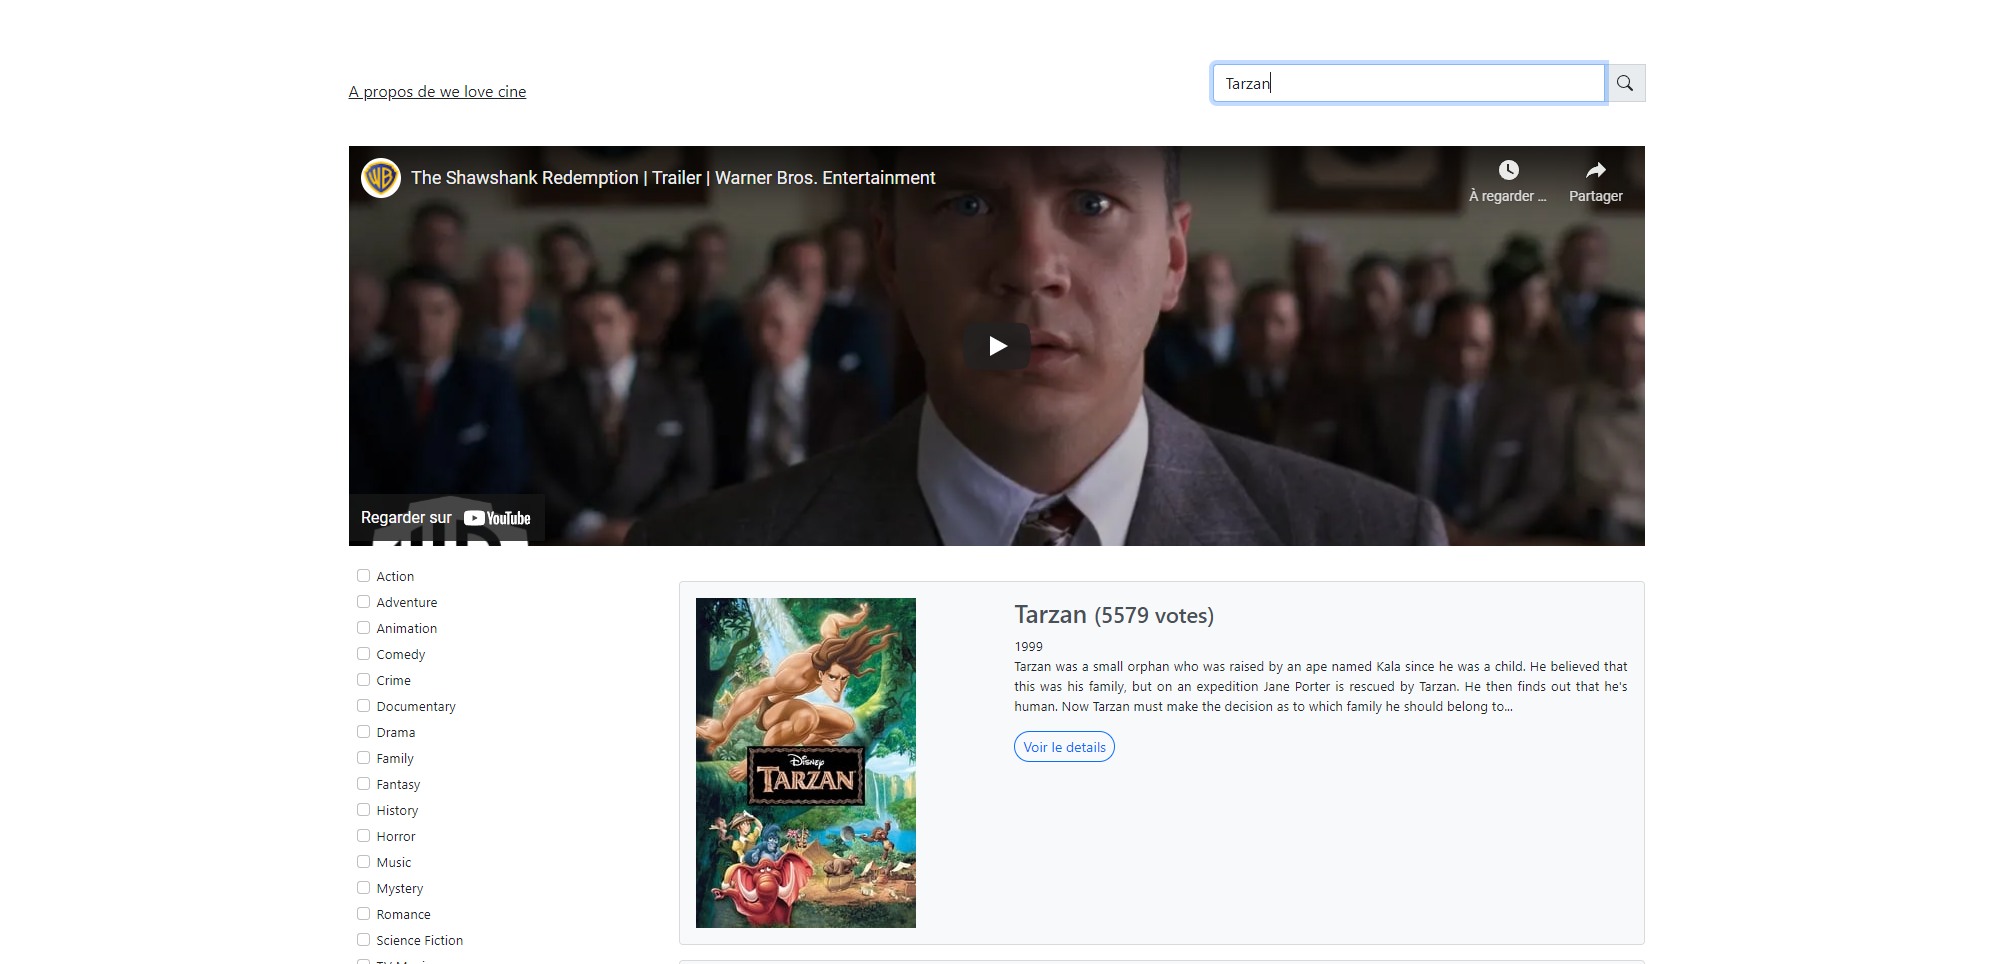 A propos de we love cine
Tarzan
The Shawshank Redemption | Trailer | Warner Bros. Entertainment
À regarder ...
Partager
Regarder sur YouTube
Action
Adventure
Animation
Comedy
Crime
Documentary
Drama
Family
Fantasy
History
Horror
Music
Mystery
Romance
Science Fiction
Disney
TARZAN
Tarzan (5579 votes)
1999
Tarzan was a small orphan who was raised by an ape named Kala since he was a child. He believed that
this was his family, but on an expedition Jane Porter is rescued by Tarzan. He then finds out that he's
human. Now Tarzan must make the decision as to which family he should belong to...
Voir le details